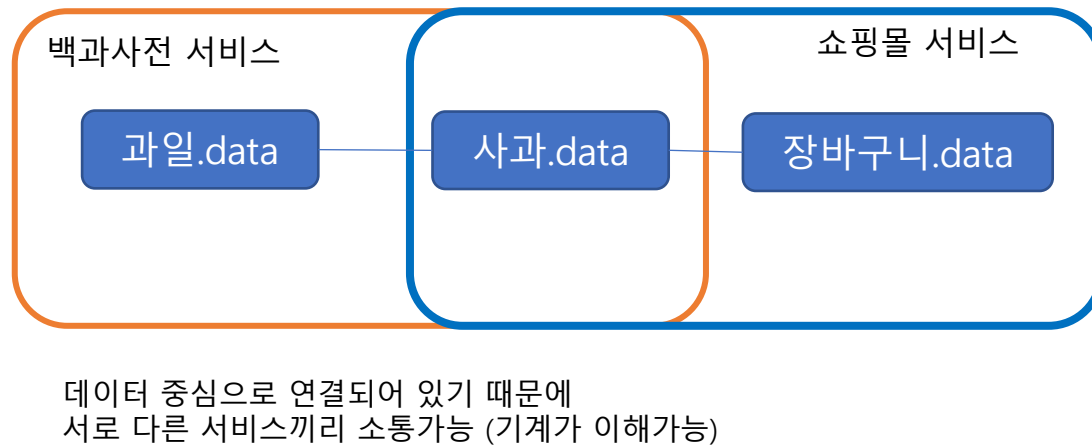 백과사전 서비스
쇼핑몰 서비스
과일.data
사과.data
장바구니.data
데이터 중심으로 연결되어 있기 때문에
서로 다른 서비스끼리 소통가능 (기계가 이해가능)